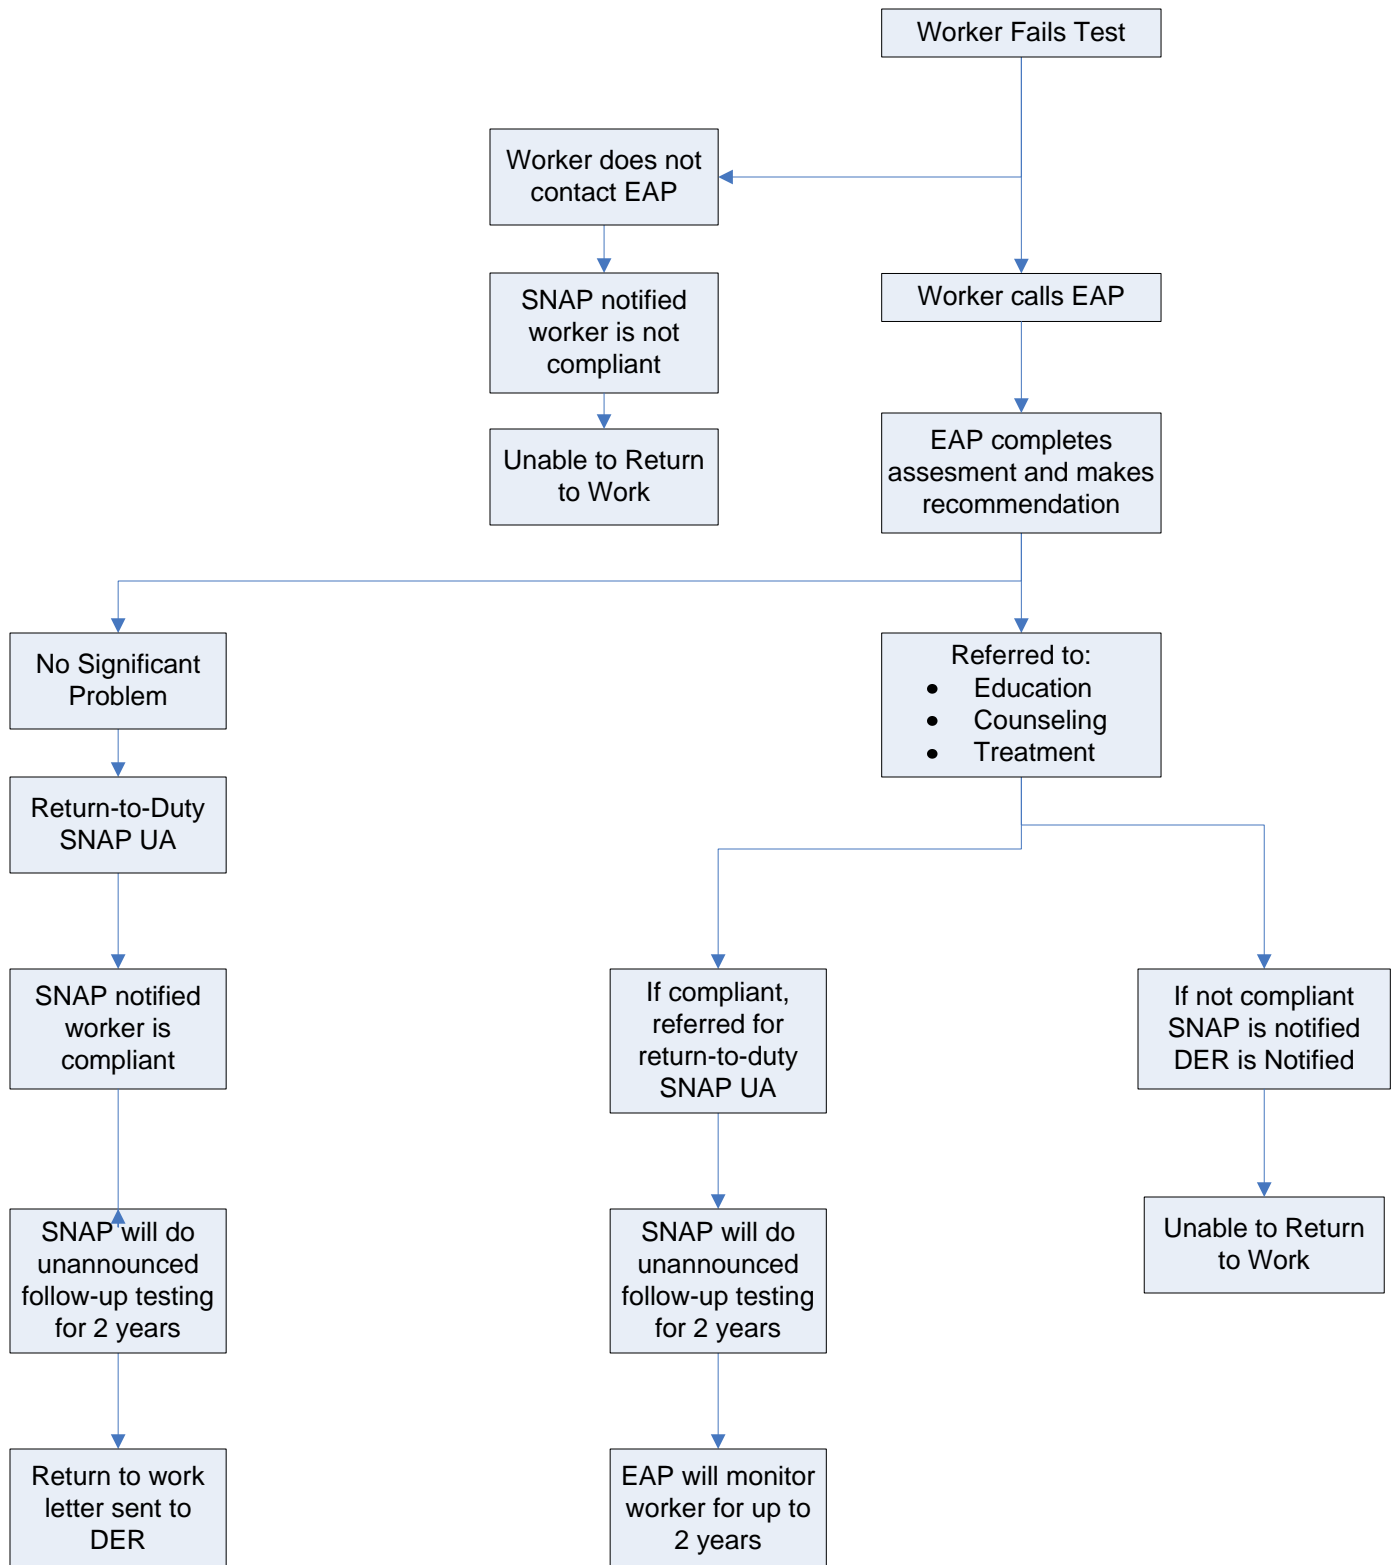 Worker Fails Test
Worker does not
contact EAP
SNAP notified
worker is not
compliant
Unable to Return
to Work
Worker calls EAP
EAP completes
assesment and makes
recommendation
No Significant
Problem
Return-to-Duty
SNAP UA
SNAP notified
worker is
compliant
SNAP will do
unannounced
follow-up testing
for 2 years
Return to work
letter sent to
DER
Referred to:
• Education
• Counseling
• Treatment
If compliant,
referred for
return-to-duty
SNAP UA
SNAP will do
unannounced
follow-up testing
for 2 years
EAP will monitor
worker for up to
2 years
If not compliant
SNAP is notified
DER is Notified
Unable to Return
to Work